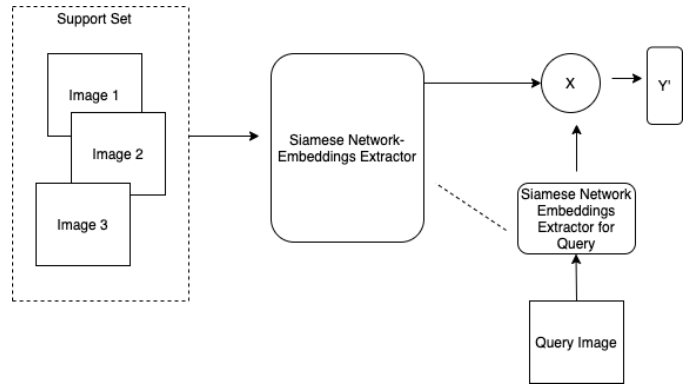 Support Set
Image 1
Image 2
Image 3
Siamese Network-
Embeddings Extractor
X
Y'
Siamese Network
Embeddings
Extractor for
Query
Query Image